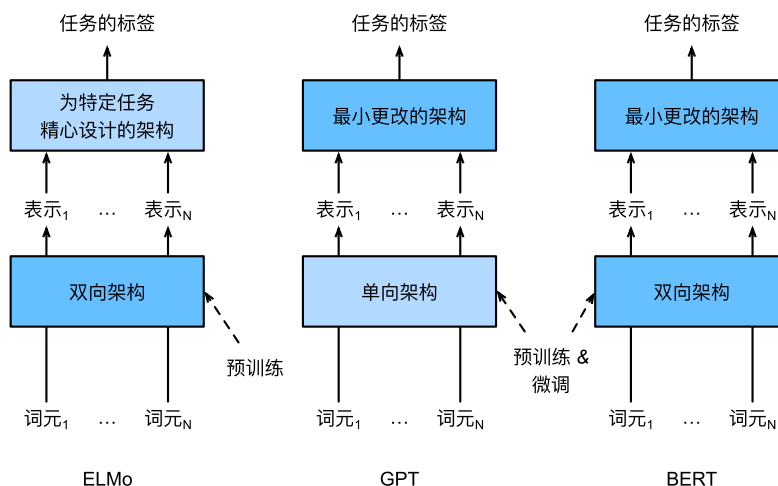 任务的标签 任务的标签 任务的标签
为特定任务
精心设计的架构
最小更改的架构 最小更改的架构
表示1 … 表示N 表示1 … 表示N 表示1 … 表示N
双向架构 单向架构 双向架构
预训练
预训练 &
微调
词元1 … 词元N 词元1 … 词元N 词元1 … 词元N
ELMo GPT BERT